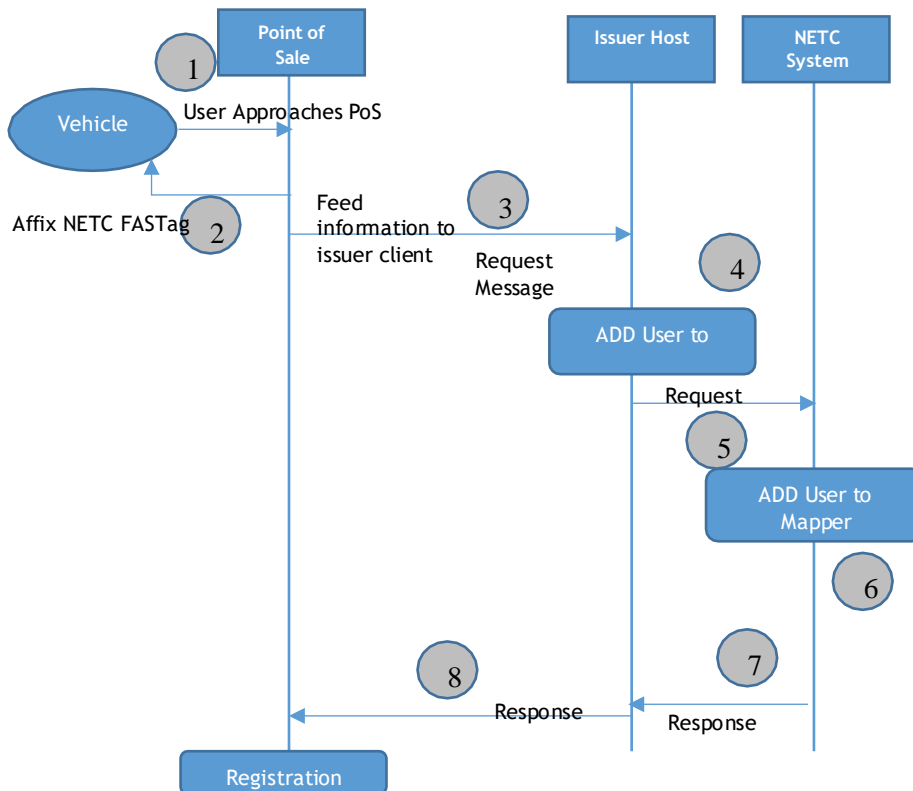 Point of
Sale
Issuer Host
NETC
System
1
User Approaches PoS
Vehicle
Affix NETC FASTag
2
Feed
information to
issuer client
3
Request
Message
4
ADD User to
Request
5
ADD User to
Mapper
6
7
Response
8
Response
Registration